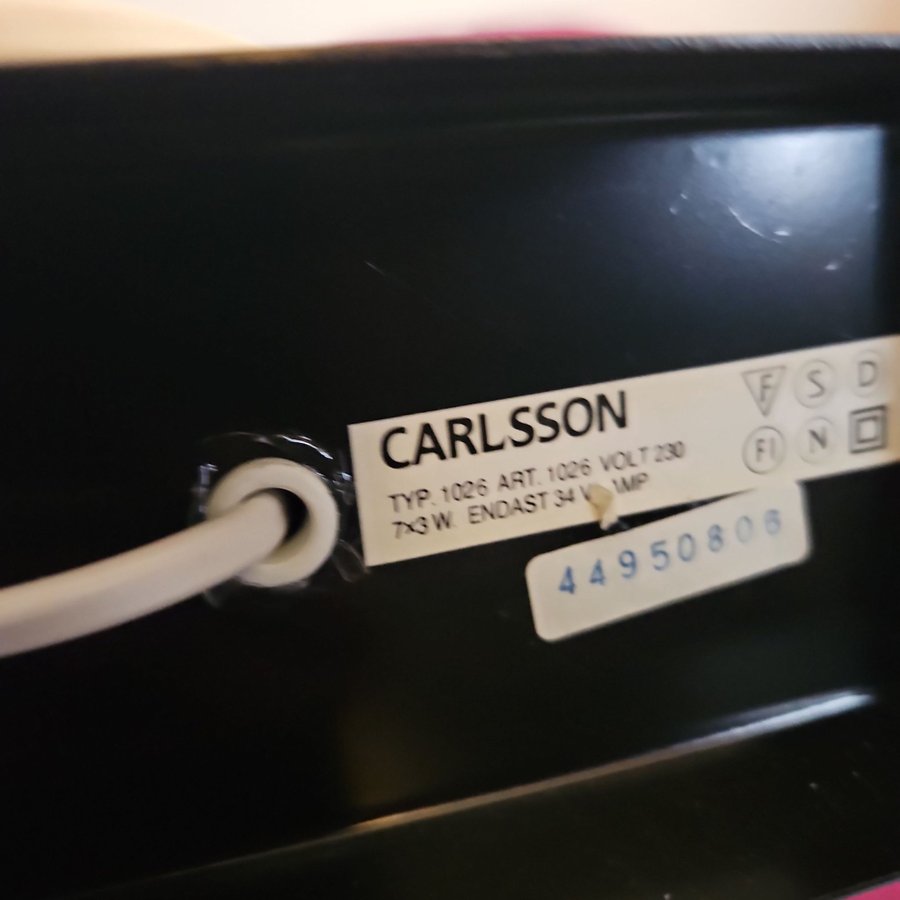 CARLSSON
TYP. 1026 ART. 1026 VOLT 230
7×3 W. ENDAST 34 V
F S D
FI N
44950808